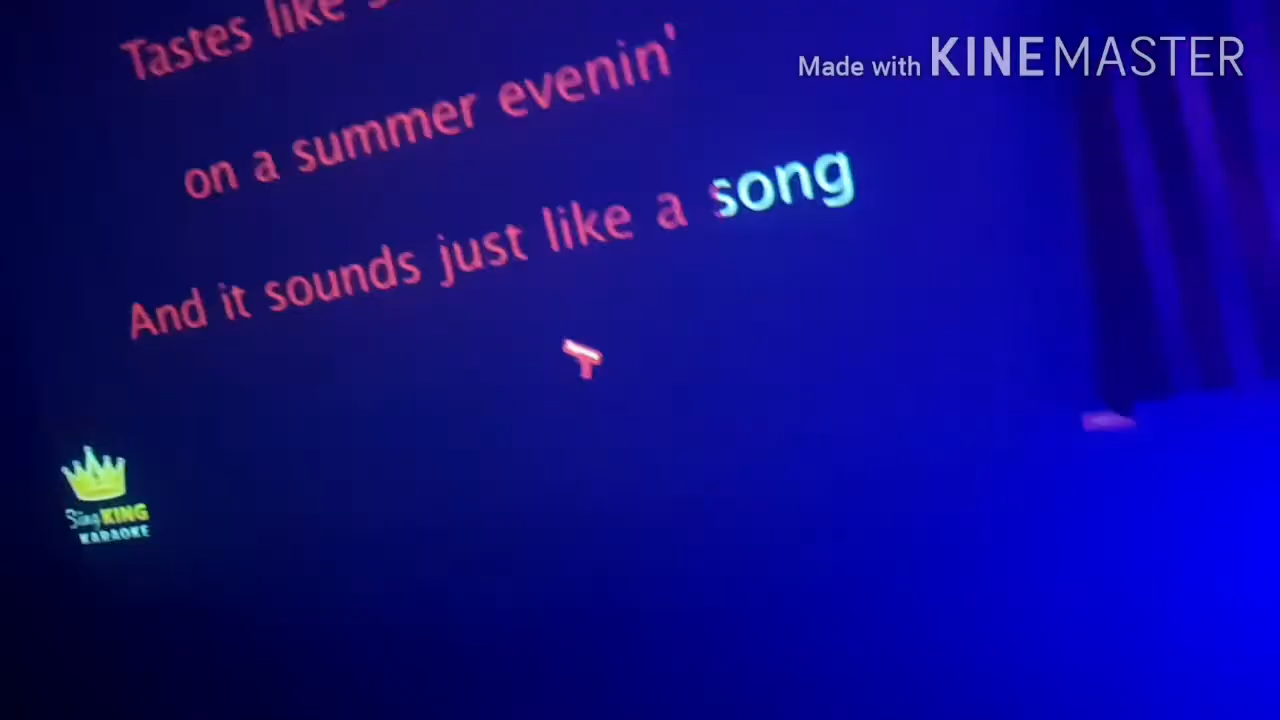 Made with KINEMASTER
Tastes like
on a summer evenin'
And it sounds just like a song
Sing KING
KARAOKE